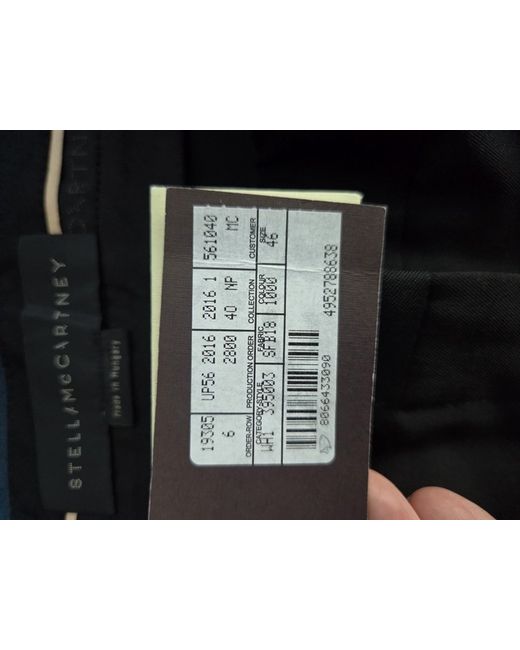 STELLA McCARTNEY
Made in Hungary
19305 UP56 2016 2016 1 561040
6 2800 40 NP MC
ORDER-ROW PRODUCTION ORDER COLLECTION CUSTOMER
CATEGORY STYLE FABRIC COLOUR SIZE
WH1 395003 SFB18 1000 46
8066433090
4952788638